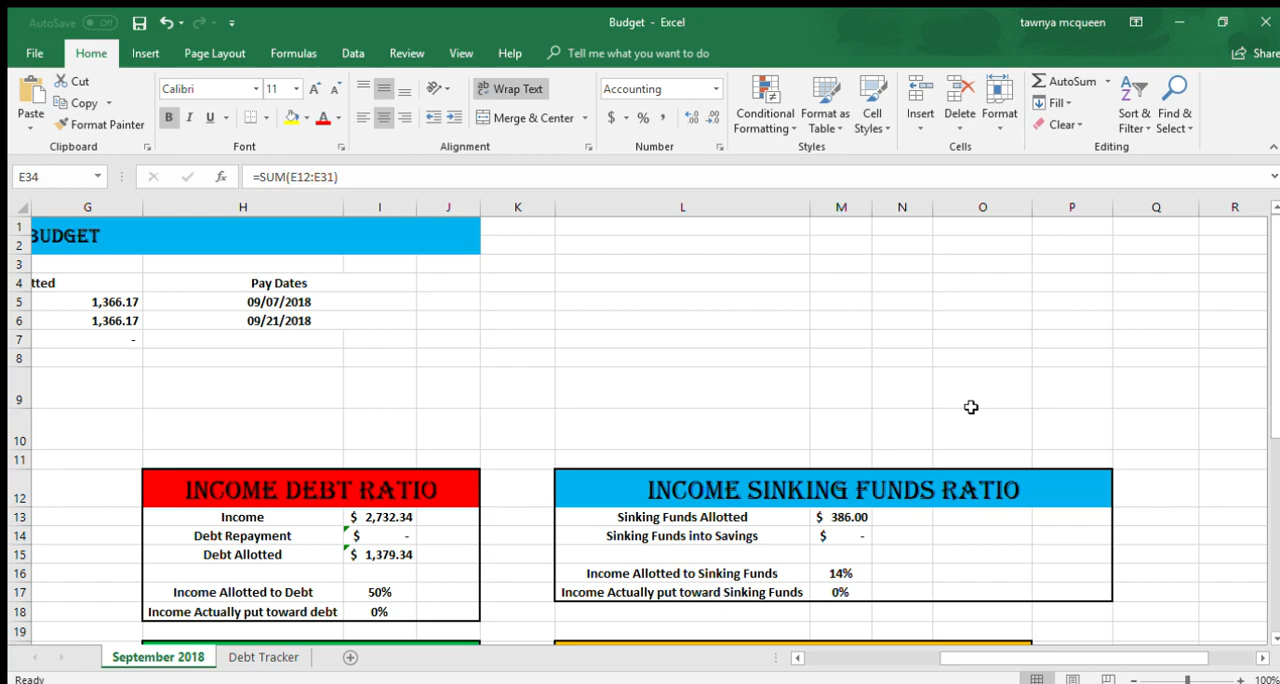 AutoSave Off Budget - Excel tawnya mcqueen
File Home Insert Page Layout Formulas Data Review View Help Tell me what you want to do Share
Cut Calibri 11 Wrap Text Accounting AutoSum
Paste Copy Conditional Formatting Format as Table Cell Styles Insert Delete Format Fill Sort & Filter Find & Select
Format Painter B I U Merge & Center $ % , Clear
Clipboard Font Alignment Number Styles Cells Editing
E34 fx =SUM(E12:E31)
G H I J K L M N O P Q R
1 BUDGET
2
3
4 tted Pay Dates
5 1,366.17 09/07/2018
6 1,366.17 09/21/2018
7 -
8
9
10
11
12 INCOME DEBT RATIO INCOME SINKING FUNDS RATIO
13 Income $ 2,732.34 Sinking Funds Allotted $ 386.00
14 Debt Repayment $ - Sinking Funds into Savings $ -
15 Debt Allotted $ 1,379.34
16 Income Allotted to Sinking Funds 14%
17 Income Allotted to Debt 50% Income Actually put toward Sinking Funds 0%
18 Income Actually put toward debt 0%
19
September 2018 Debt Tracker
Ready 100%